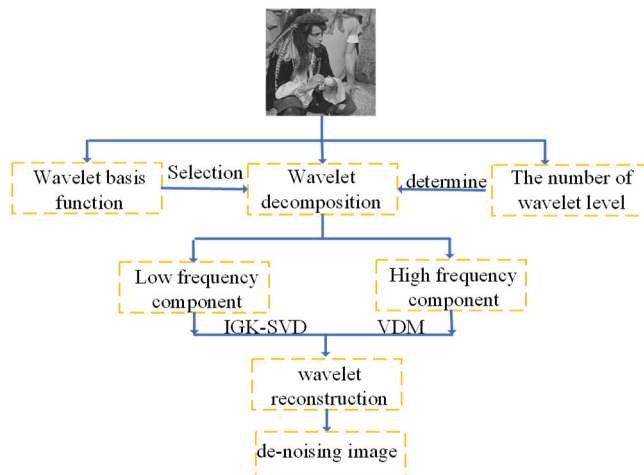 Wavelet basis
function
Selection
Wavelet
decomposition
determine
The number of
wavelet level
Low frequency
component
High frequency
component
IGK-SVD
VDM
wavelet
reconstruction
de-noising image